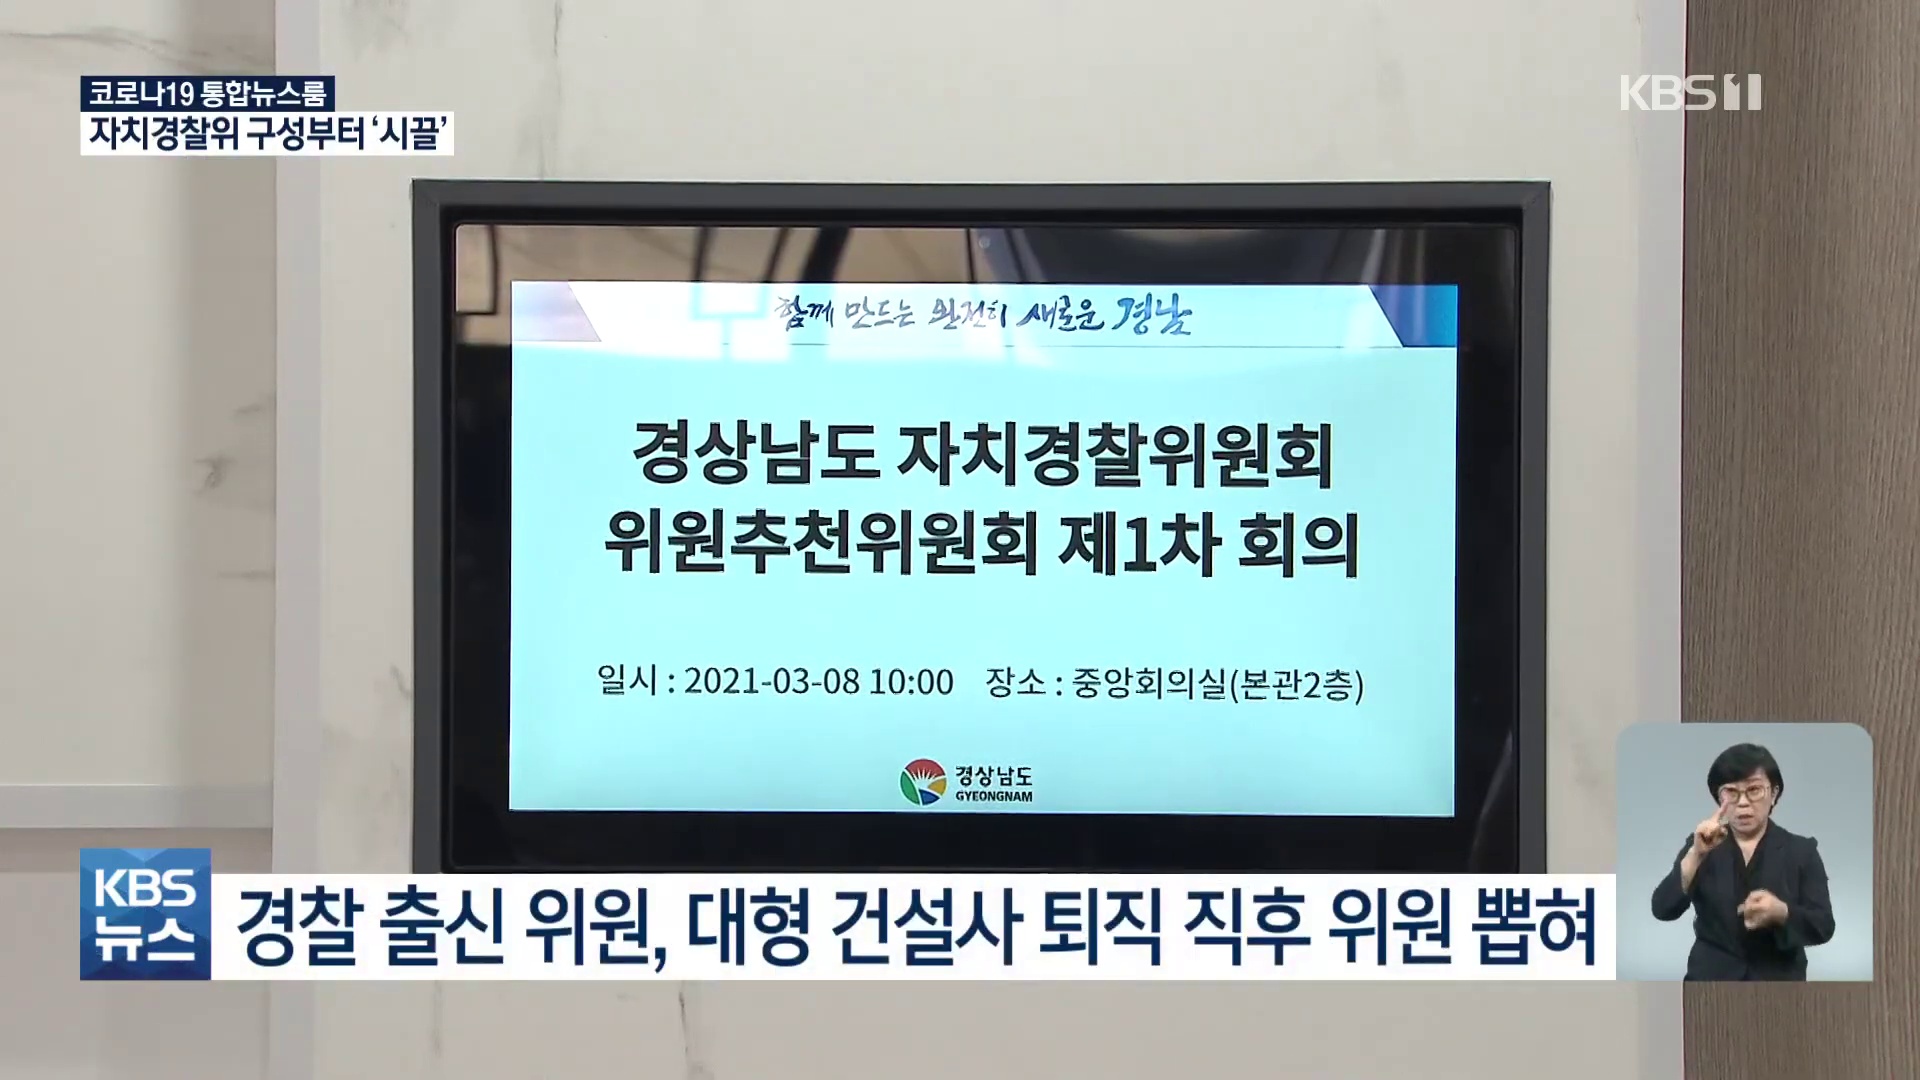 코로나19 통합뉴스룸
자치경찰위 구성부터 ‘시끌’
KBS 1
함께 만드는 완전히 새로운 경남
경상남도 자치경찰위원회
위원추천위원회 제1차 회의
일시 : 2021-03-08 10:00 장소 : 중앙회의실(본관2층)
경상남도
GYEONGNAM
KBS
뉴스
경찰 출신 위원, 대형 건설사 퇴직 직후 위원 뽑혀